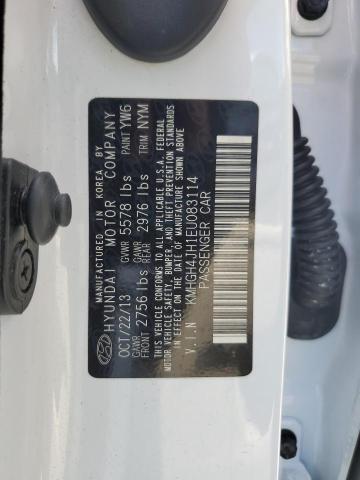 MANUFACTURED IN KOREA BY
HYUNDAI MOTOR COMPANY
OCT/22/13 GVWR 5578 lbs PAINT YW6
GAWR FRONT 2756 lbs GAWR REAR 2976 lbs TRIM NYM
THIS VEHICLE CONFORMS TO ALL APPLICABLE U.S.A. FEDERAL
MOTOR VEHICLE SAFETY, BUMPER, AND THEFT PREVENTION STANDARDS
IN EFFECT ON THE DATE OF MANUFACTURE SHOWN ABOVE
V.I.N KMHGH4JH1EU083114
PASSENGER CAR